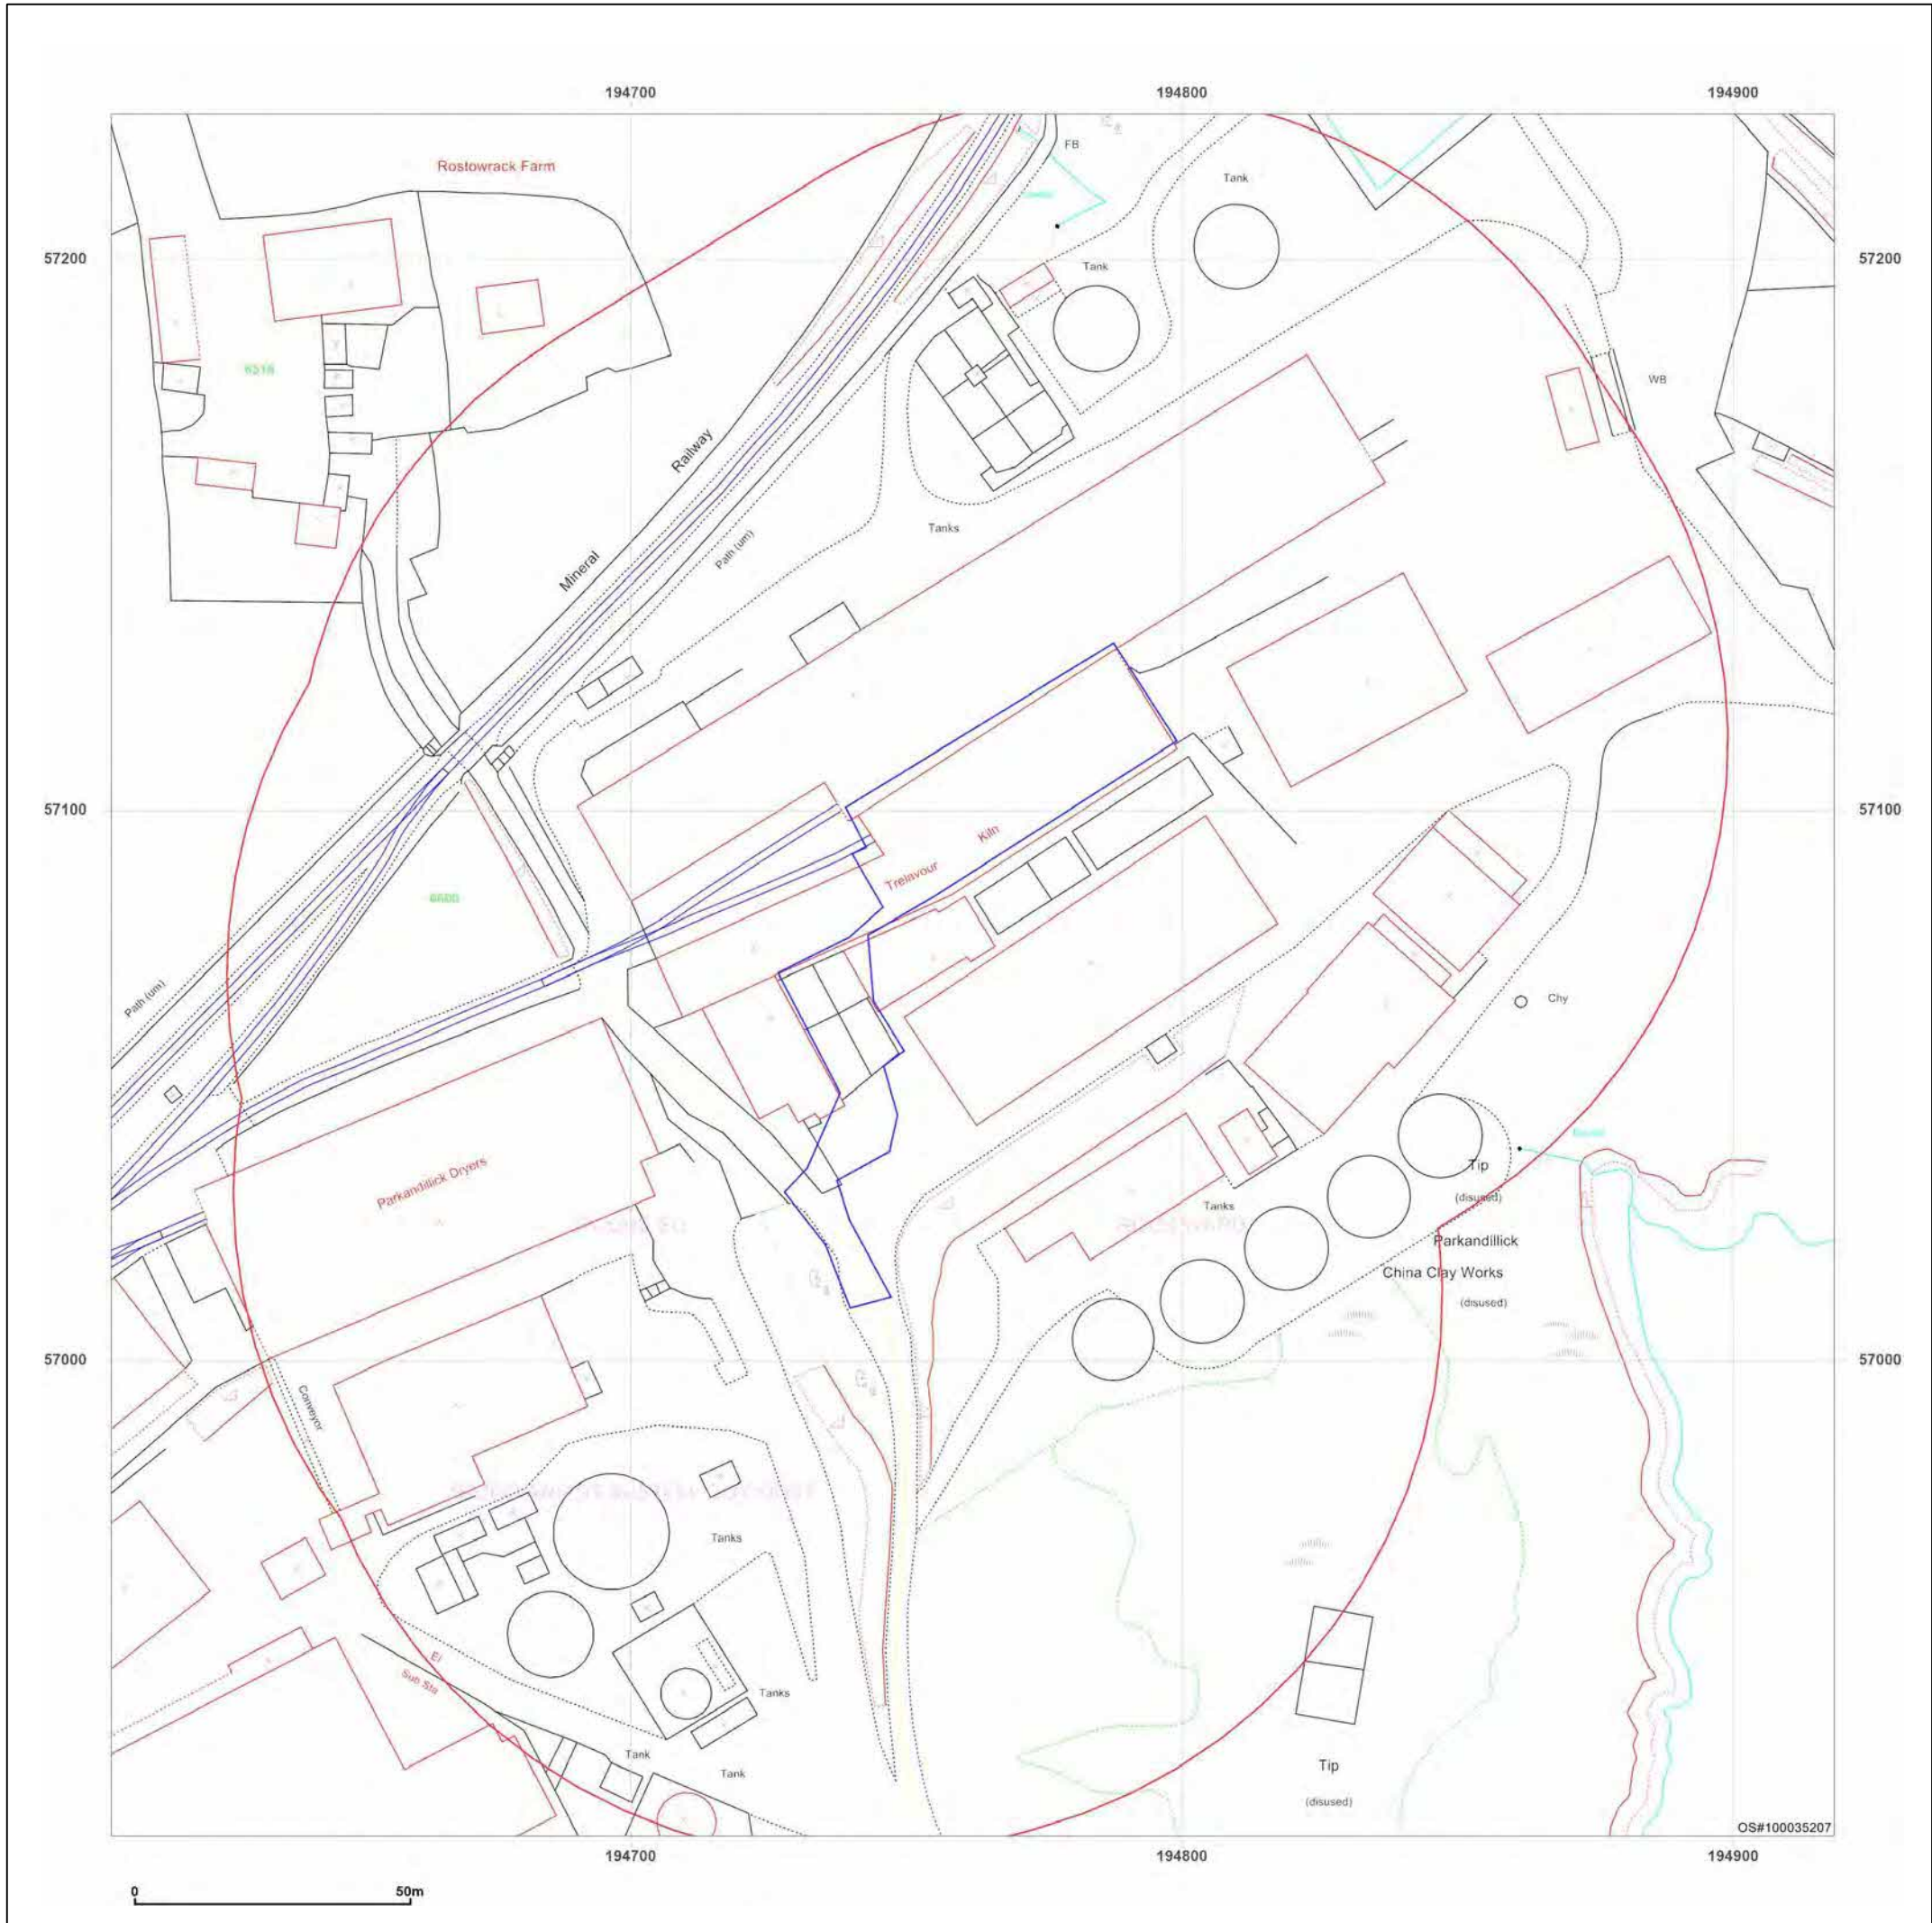 194700
194800
194900
FB
Rostowrack Farm
Tank
57200
57200
Tank
6518
WB
Railway
Tanks
Path (um)
Mineral
57100
57100
Kiln
Trelavour
6600
Path (um)
Chy
Tip
Parkandillick Dryers
(disused)
Tanks
Parkandillick
China Clay Works
(disused)
57000
57000
Conveyor
Tanks
El
Sub Sta
Tanks
Tank
Tip
Tank
(disused)
OS#100035207
194700
194800
194900
0
50m